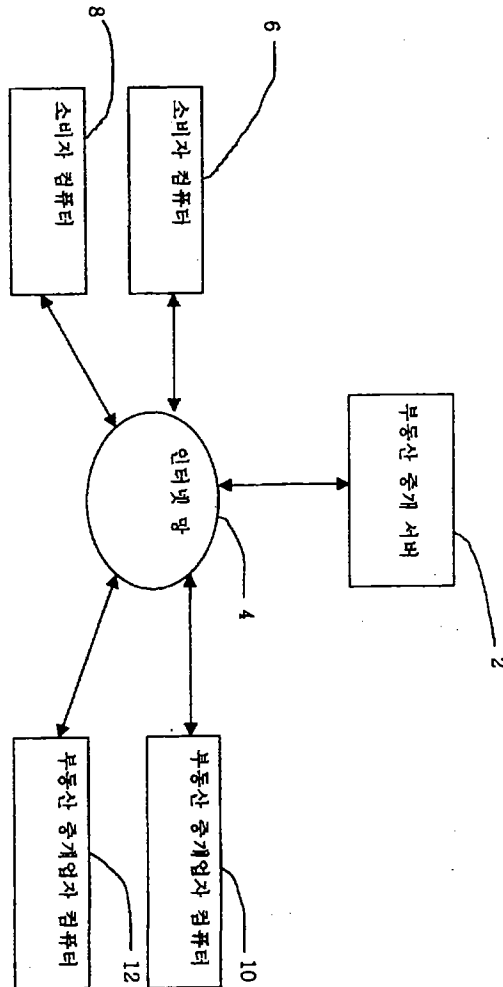 2
부동산 중개 서버
6
소비자 컴퓨터
8
소비자 컴퓨터
4
인터넷 망
10
부동산 중개업자 컴퓨터
12
부동산 중개업자 컴퓨터